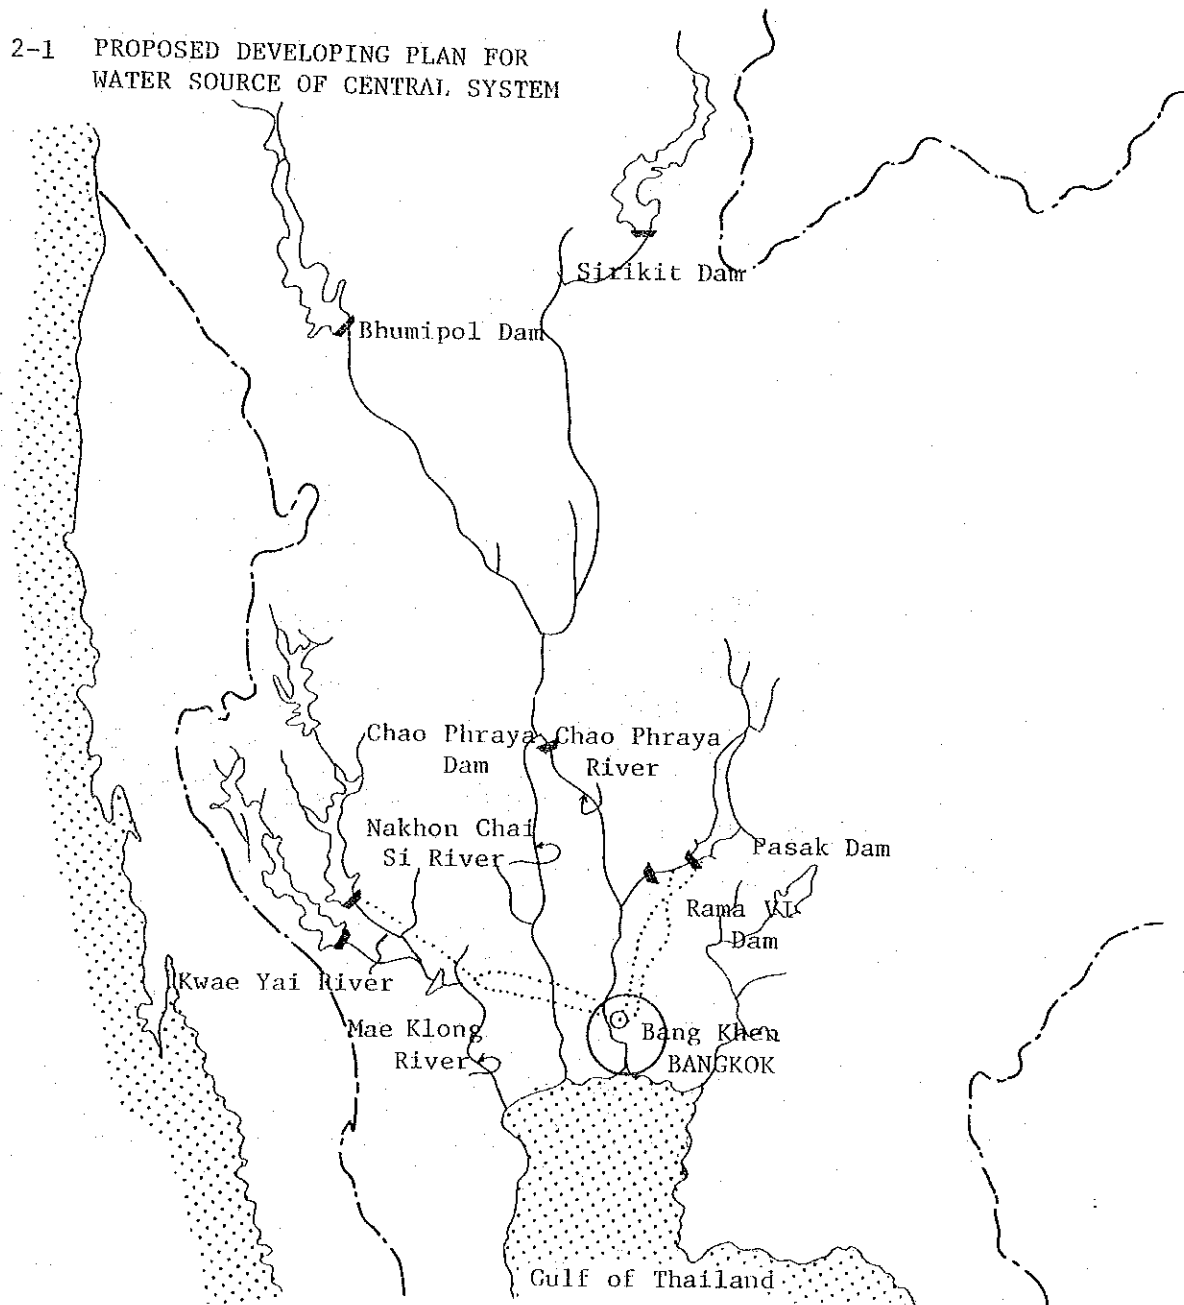 2-1 PROPOSED DEVELOPING PLAN FOR
WATER SOURCE OF CENTRAL SYSTEM
Sirikit Dam
Bhumipol Dam
Chao Phraya
Dam
Chao Phraya
River
Nakhon Chai
Si River
Pasak Dam
Rama VI
Dam
Kwae Yai River
Mae Klong
River
Bang Khen
BANGKOK
Gulf of Thailand